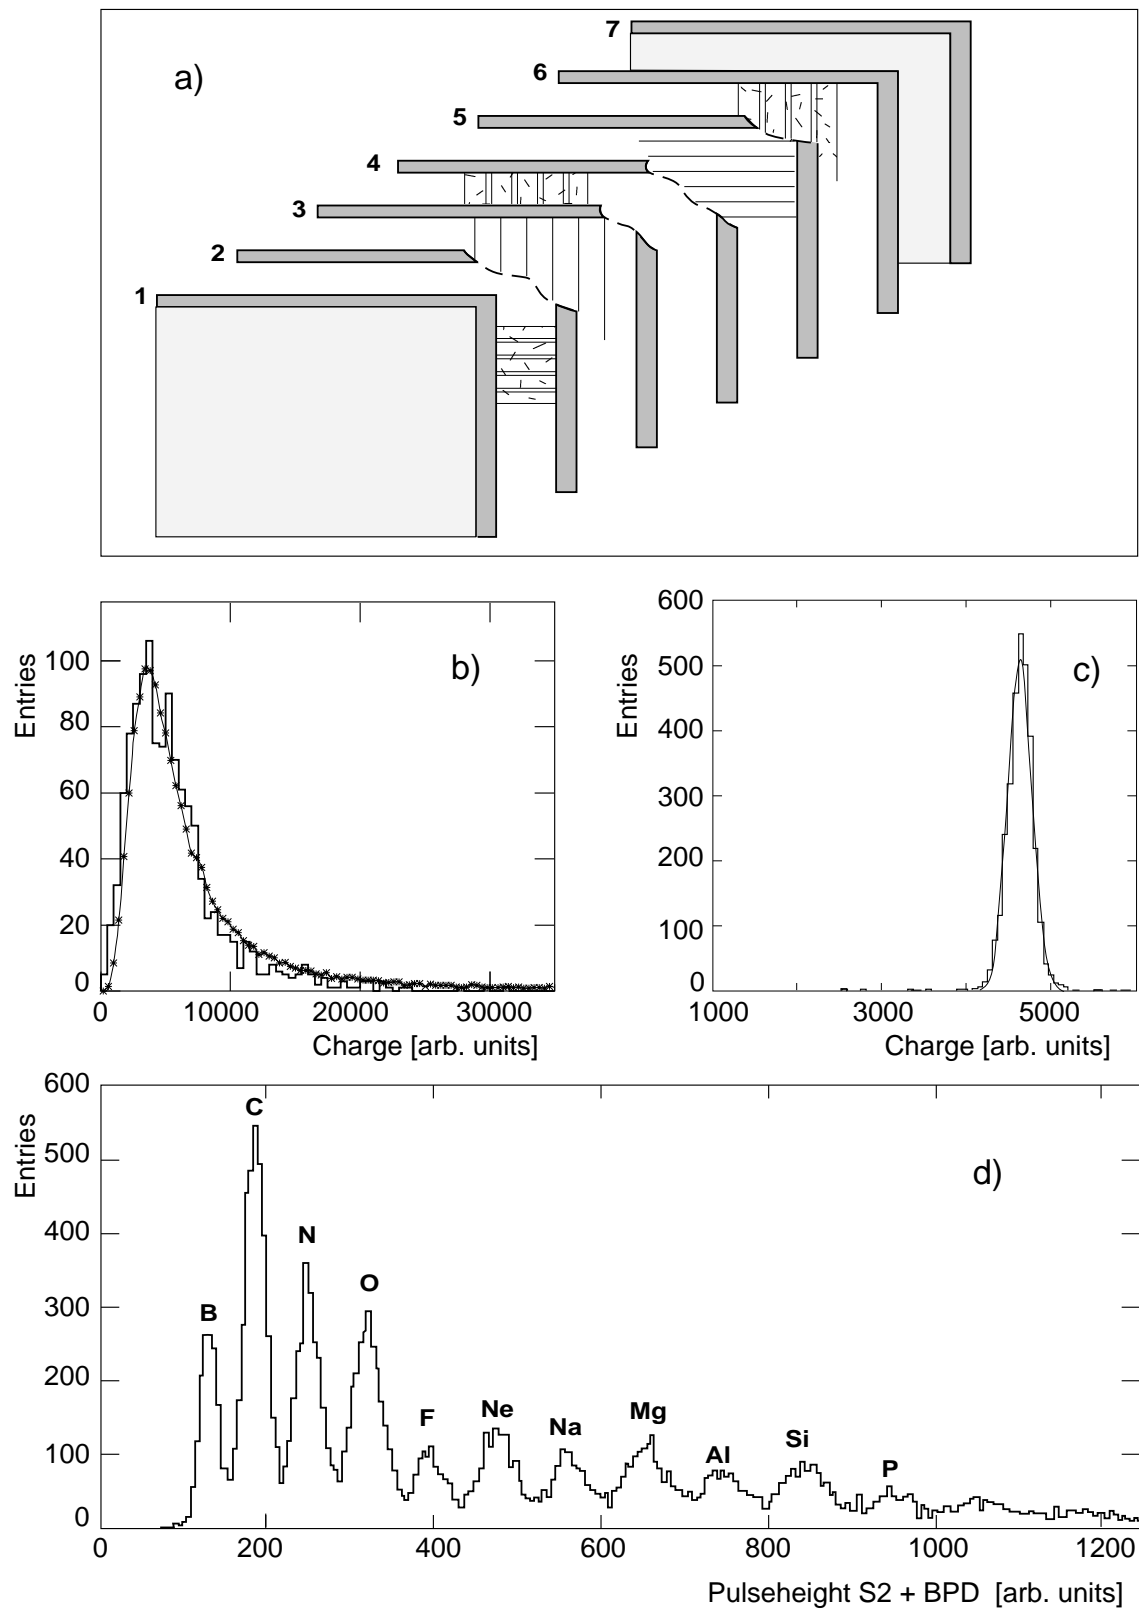 a)
7
6
5
4
3
2
1
b)
Entries
100
80
60
40
20
0
0 10000 20000 30000
Charge [arb. units]
c)
Entries
600
500
400
300
200
100
0
1000 3000 5000
Charge [arb. units]
d)
Entries
600
500
400
300
200
100
0
B C N O F Ne Na Mg Al Si P
0 200 400 600 800 1000 1200
Pulseheight S2 + BPD [arb. units]